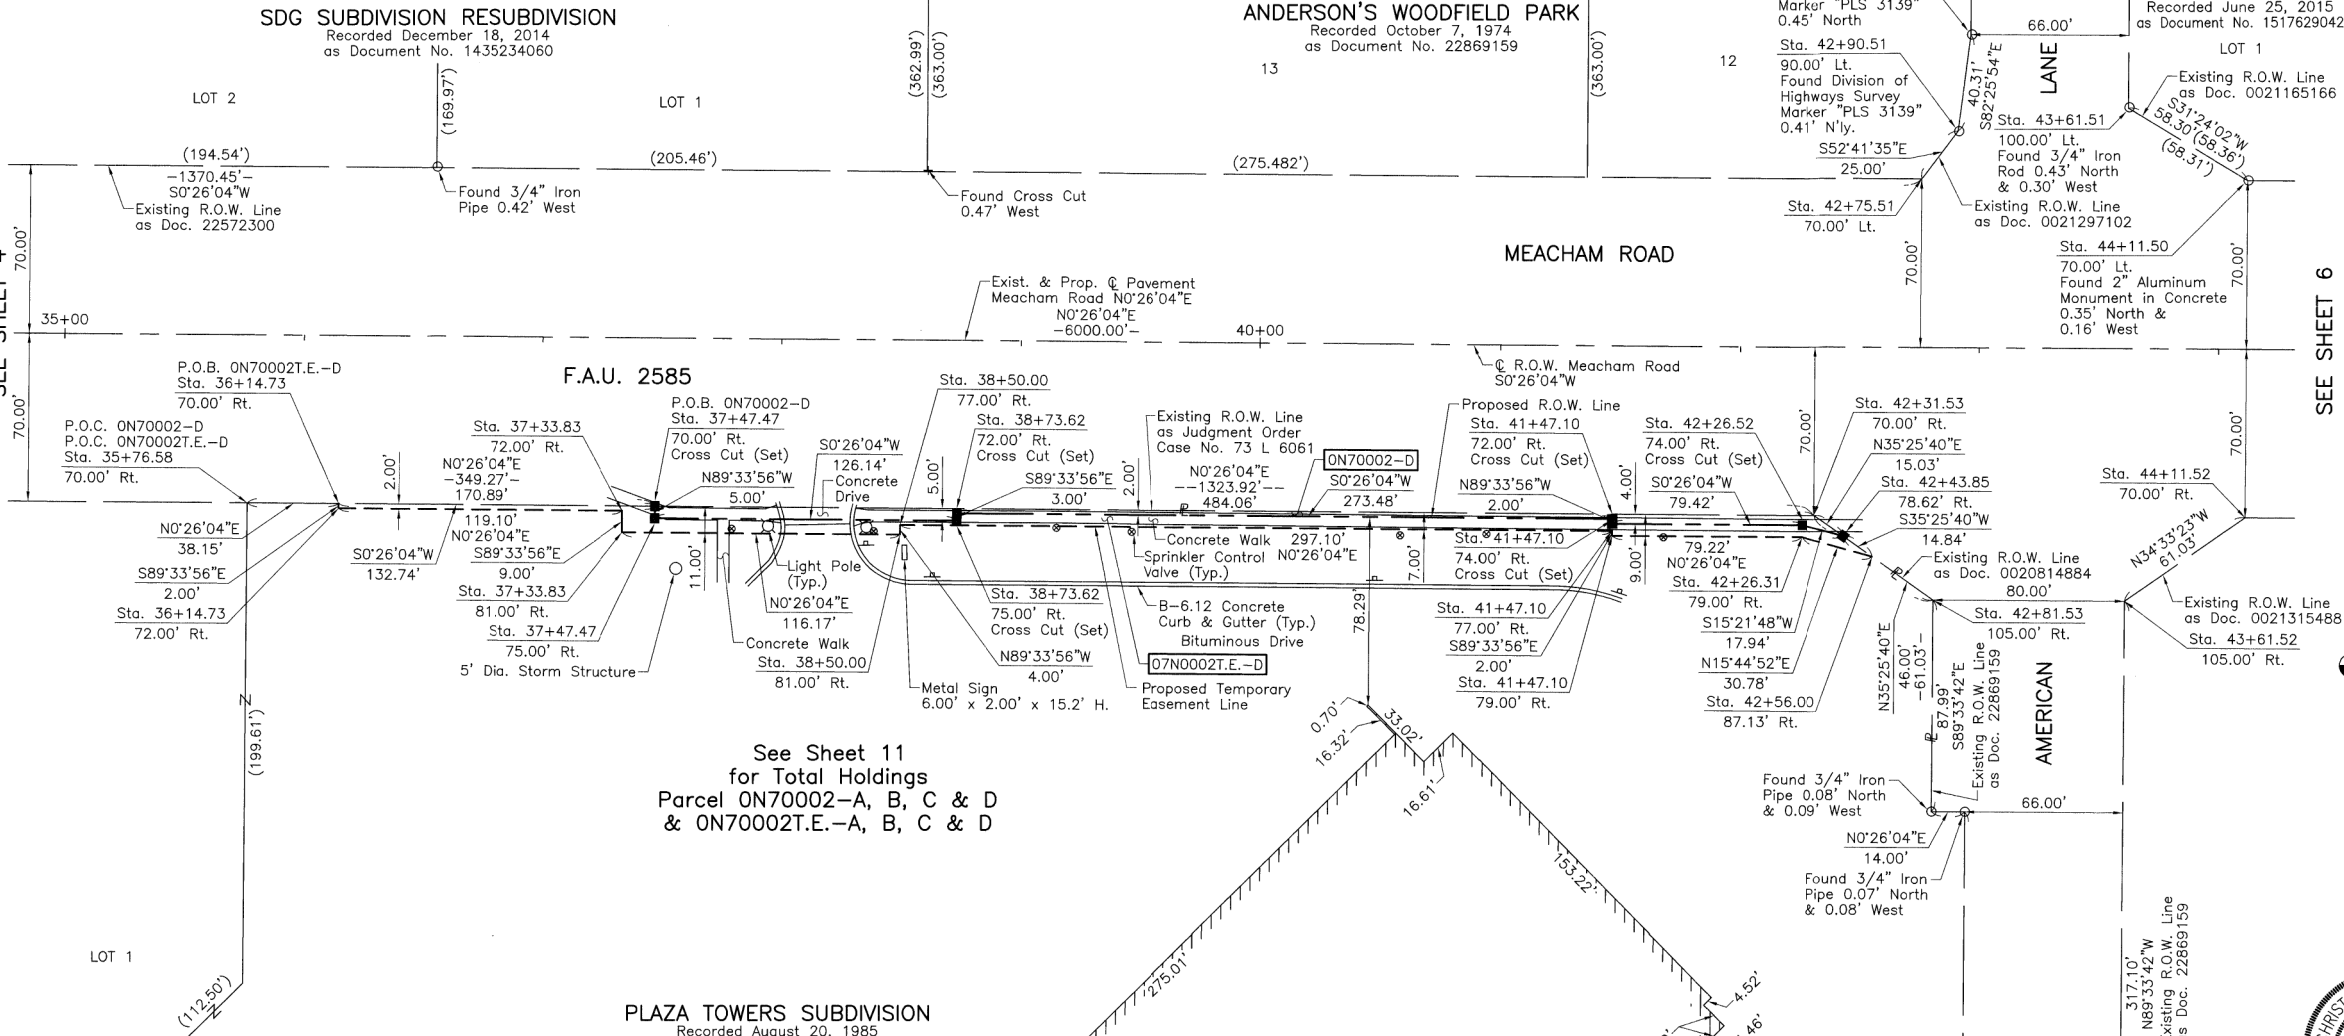 SDG SUBDIVISION RESUBDIVISION
Recorded December 18, 2014
as Document No. 1435234060
LOT 2
(169.97')
LOT 1
(362.99')
(363.00')
ANDERSON'S WOODFIELD PARK
Recorded October 7, 1974
as Document No. 22869159
13
(363.00')
12
Marker "PLS 3139"
0.45' North
Sta. 42+90.51
90.00' Lt.
Found Division of
Highways Survey
Marker "PLS 3139"
0.41' N'ly.
S52°41'35"E
25.00'
Sta. 42+75.51
70.00' Lt.
40.31'
S82°25'54"E
66.00'
LANE
Recorded June 25, 2015
as Document No. 1517629042
LOT 1
Existing R.O.W. Line
as Doc. 0021165166
S31°24'02"W
58.30'(58.36')
(58.31')
Sta. 43+61.51
100.00' Lt.
Found 3/4" Iron
Rod 0.43' North
& 0.30' West
Existing R.O.W. Line
as Doc. 0021297102
Sta. 44+11.50
70.00' Lt.
Found 2" Aluminum
Monument in Concrete
0.35' North &
0.16' West
(194.54')
-1370.45'-
S0°26'04"W
Existing R.O.W. Line
as Doc. 22572300
Found 3/4" Iron
Pipe 0.42' West
(205.46')
Found Cross Cut
0.47' West
(275.482')
70.00'
70.00'
70.00'
MEACHAM ROAD
SEE SHEET 6
Exist. & Prop. ℄ Pavement
Meacham Road N0°26'04"E
N0°26'04"E
-6000.00'-
35+00
40+00
℄ R.O.W. Meacham Road
S0°26'04"W
F.A.U. 2585
70.00'
P.O.B. 0N70002T.E.-D
Sta. 36+14.73
70.00' Rt.
P.O.C. 0N70002-D
P.O.C. 0N70002T.E.-D
Sta. 35+76.58
70.00' Rt.
N0°26'04"E
38.15'
S89°33'56"E
2.00'
Sta. 36+14.73
72.00' Rt.
2.00'
Sta. 37+33.83
72.00' Rt.
N0°26'04"E
-349.27'-
170.89'
S0°26'04"W
132.74'
119.10'
N0°26'04"E
S89°33'56"E
9.00'
Sta. 37+33.83
81.00' Rt.
Sta. 37+47.47
75.00' Rt.
5' Dia. Storm Structure
P.O.B. 0N70002-D
Sta. 37+47.47
70.00' Rt.
Cross Cut (Set)
N89°33'56"W
5.00'
11.00'
S0°26'04"W
126.14'
Concrete
Drive
Light Pole
(Typ.)
N0°26'04"E
116.17'
Concrete Walk
Sta. 38+50.00
81.00' Rt.
Sta. 38+50.00
77.00' Rt.
Sta. 38+73.62
72.00' Rt.
Cross Cut (Set)
5.00'
S89°33'56"E
3.00'
Sta. 38+73.62
75.00' Rt.
Cross Cut (Set)
N89°33'56"W
4.00'
Metal Sign
6.00' x 2.00' x 15.2' H.
Existing R.O.W. Line
as Judgment Order
Case No. 73 L 6061
2.00'
N0°26'04"E
--1323.92'--
484.06'
0N70002-D
S0°26'04"W
273.48'
Concrete Walk
297.10'
N0°26'04"E
Sprinkler Control
Valve (Typ.)
B-6.12 Concrete
Curb & Gutter (Typ.)
Bituminous Drive
07N0002T.E.-D
Proposed Temporary
Easement Line
78.29'
7.00'
Proposed R.O.W. Line
Sta. 41+47.10
72.00' Rt.
Cross Cut (Set)
N89°33'56"W
2.00'
4.00'
Sta. 41+47.10
74.00' Rt.
Cross Cut (Set)
Sta. 41+47.10
77.00' Rt.
S89°33'56"E
2.00'
Sta. 41+47.10
79.00' Rt.
9.00'
Sta. 42+26.52
74.00' Rt.
Cross Cut (Set)
S0°26'04"W
79.42'
79.22'
N0°26'04"E
Sta. 42+26.31
79.00' Rt.
S15°21'48"W
17.94'
N15°44'52"E
30.78'
Sta. 42+56.00
87.13' Rt.
70.00'
Sta. 42+31.53
70.00' Rt.
N35°25'40"E
15.03'
Sta. 42+43.85
78.62' Rt.
S35°25'40"W
14.84'
Existing R.O.W. Line
as Doc. 0020814884
80.00'
Sta. 42+81.53
105.00' Rt.
70.00'
Sta. 44+11.52
70.00' Rt.
N34°33'23"W
61.03'
Existing R.O.W. Line
as Doc. 0021315488
Sta. 43+61.52
105.00' Rt.
N35°25'40"E
46.00'
-61.03'-
87.99'
S89°33'42"E
Existing R.O.W. Line
as Doc. 22869159
AMERICAN
Found 3/4" Iron
Pipe 0.08' North
& 0.09' West
66.00'
N0°26'04"E
14.00'
Found 3/4" Iron
Pipe 0.07' North
& 0.08' West
317.10'
N89°33'42"W
Existing R.O.W. Line
as Doc. 22869159
(199.61')
LOT 1
(112.50')
See Sheet 11
for Total Holdings
Parcel 0N70002-A, B, C & D
& 0N70002T.E.-A, B, C & D
0.70'
16.32'
33.02'
16.61'
153.22'
275.01'
4.52'
PLAZA TOWERS SUBDIVISION
Recorded August 20, 1985